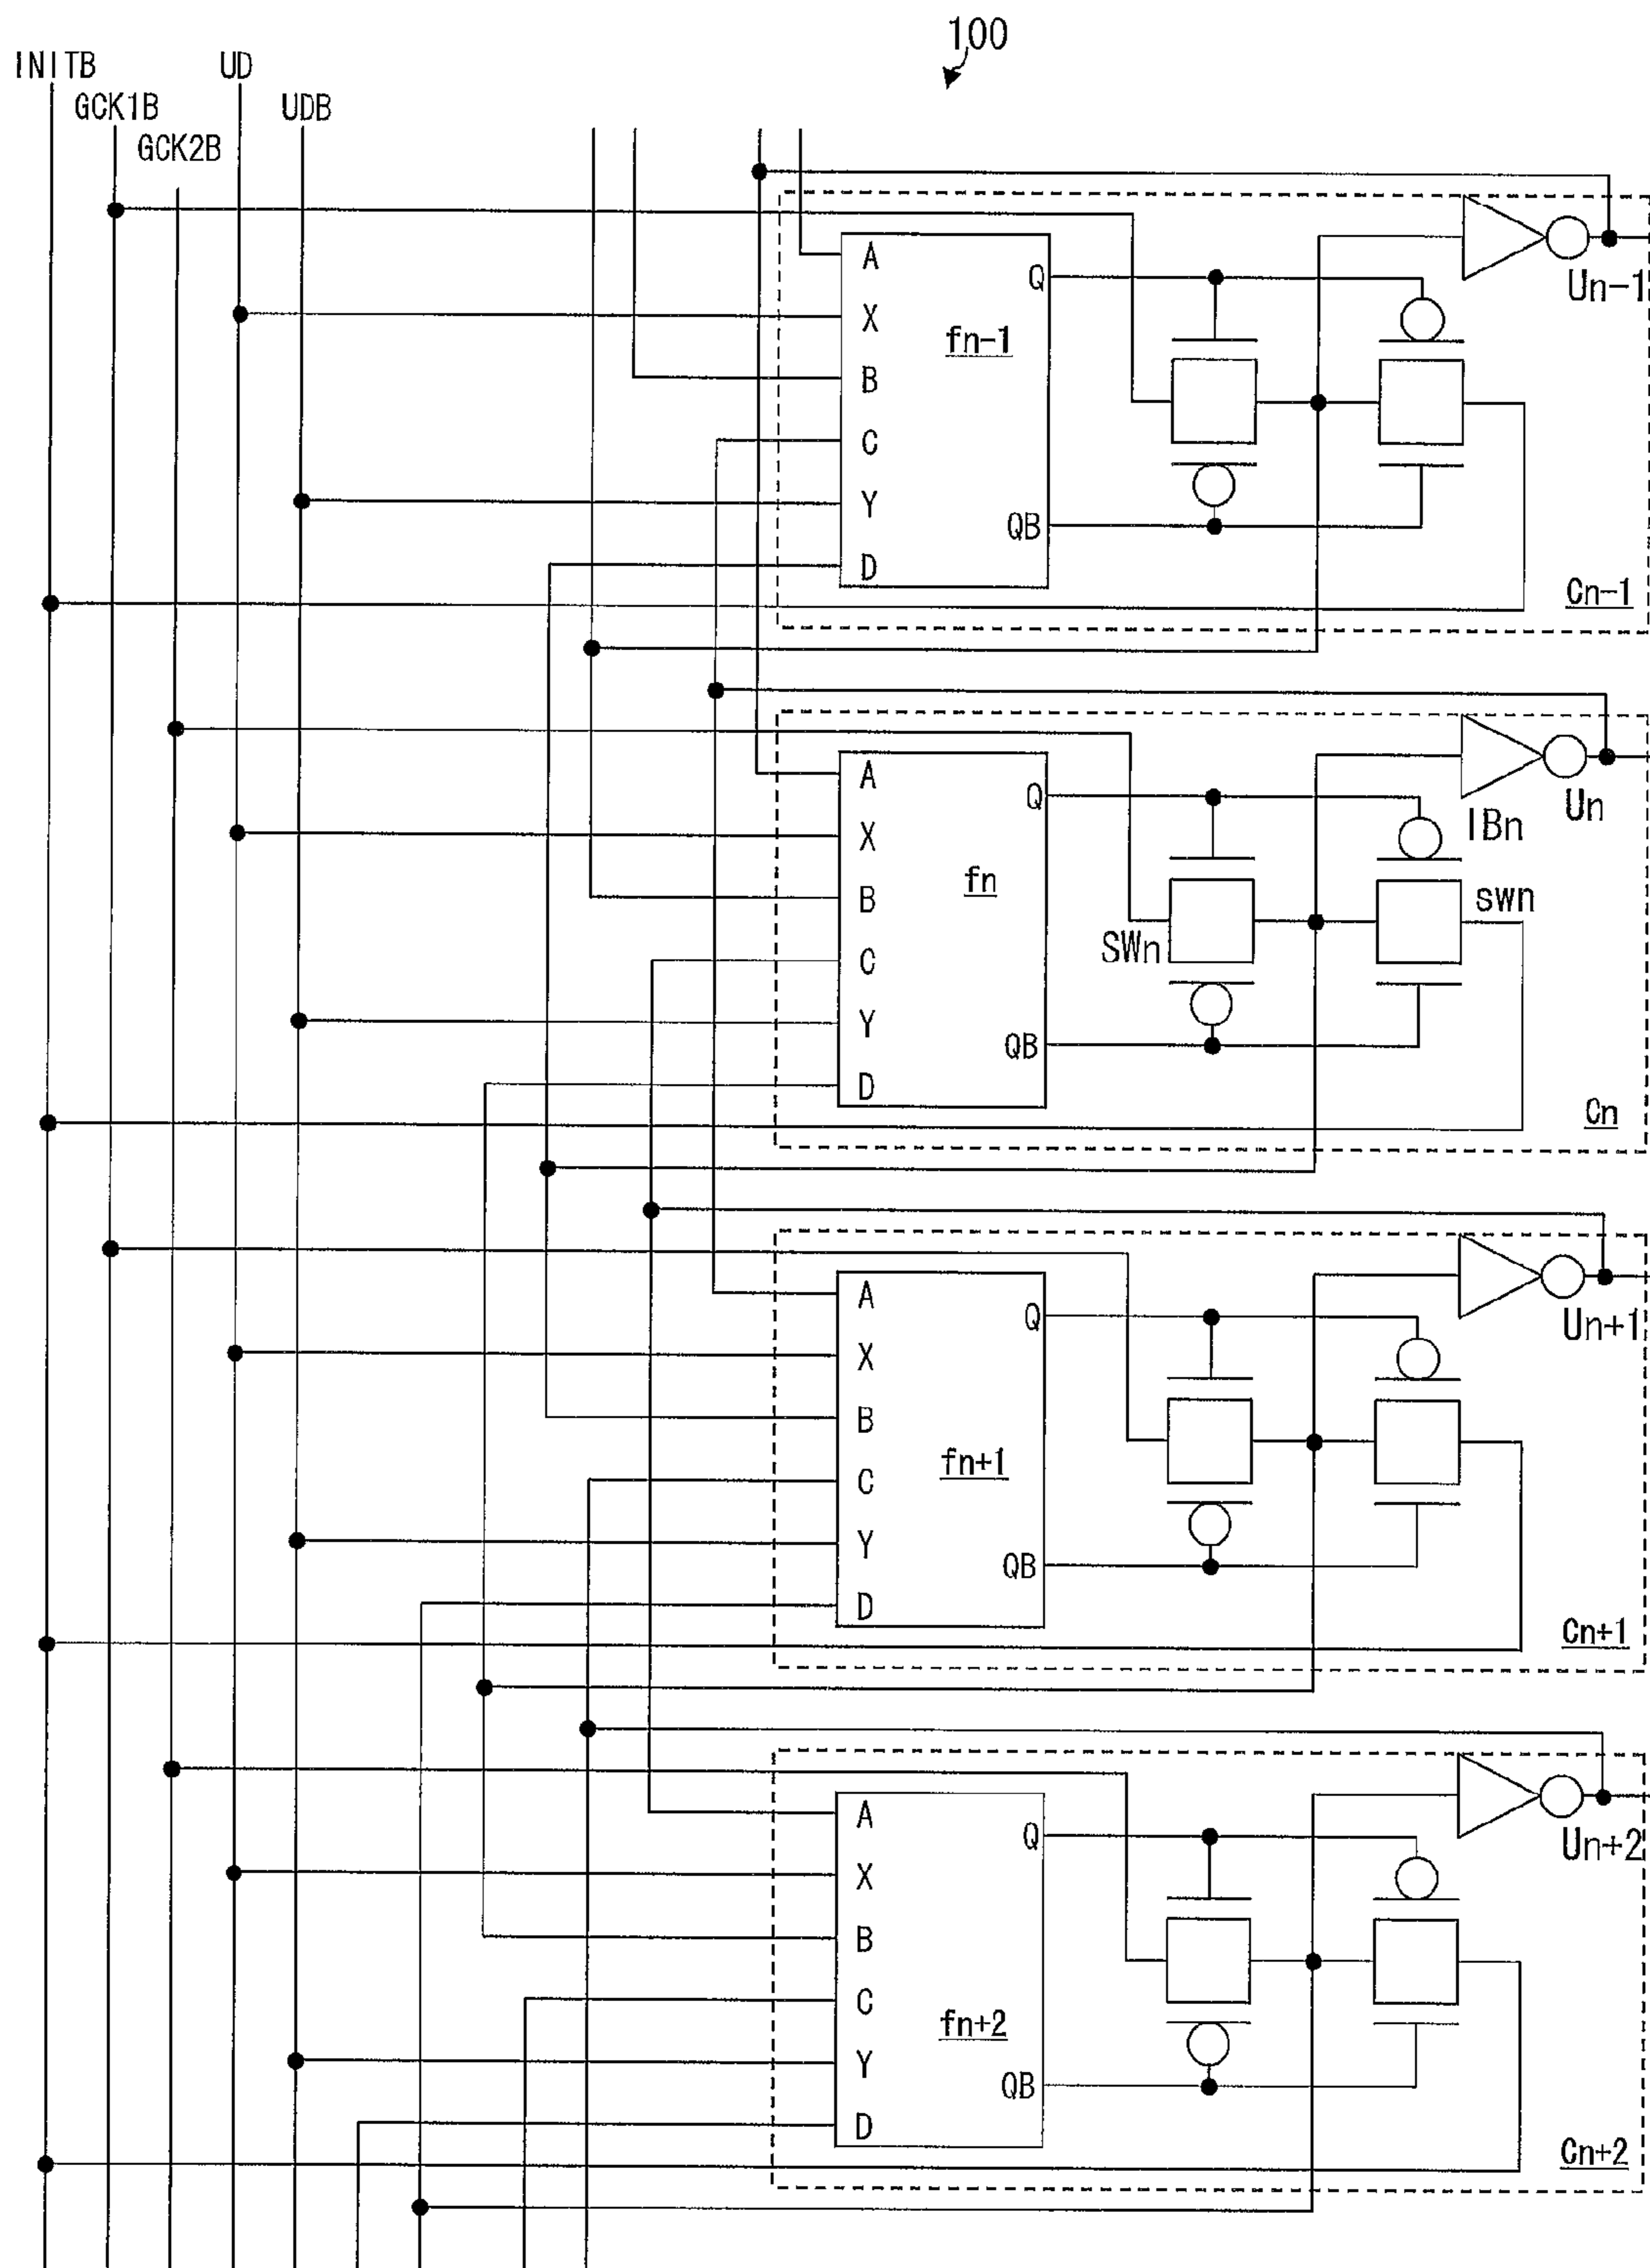 100
INITB
UD
GCK1B
UDB
GCK2B
A
Q
Un-1
X
fn-1
B
C
Y
QB
D
Cn-1
A
Q
Un
IBn
X
fn
B
swn
SWn
C
Y
QB
D
Cn
A
Q
Un+1
X
B
fn+1
C
Y
QB
D
Cn+1
A
Q
Un+2
X
B
C
fn+2
Y
QB
D
Cn+2